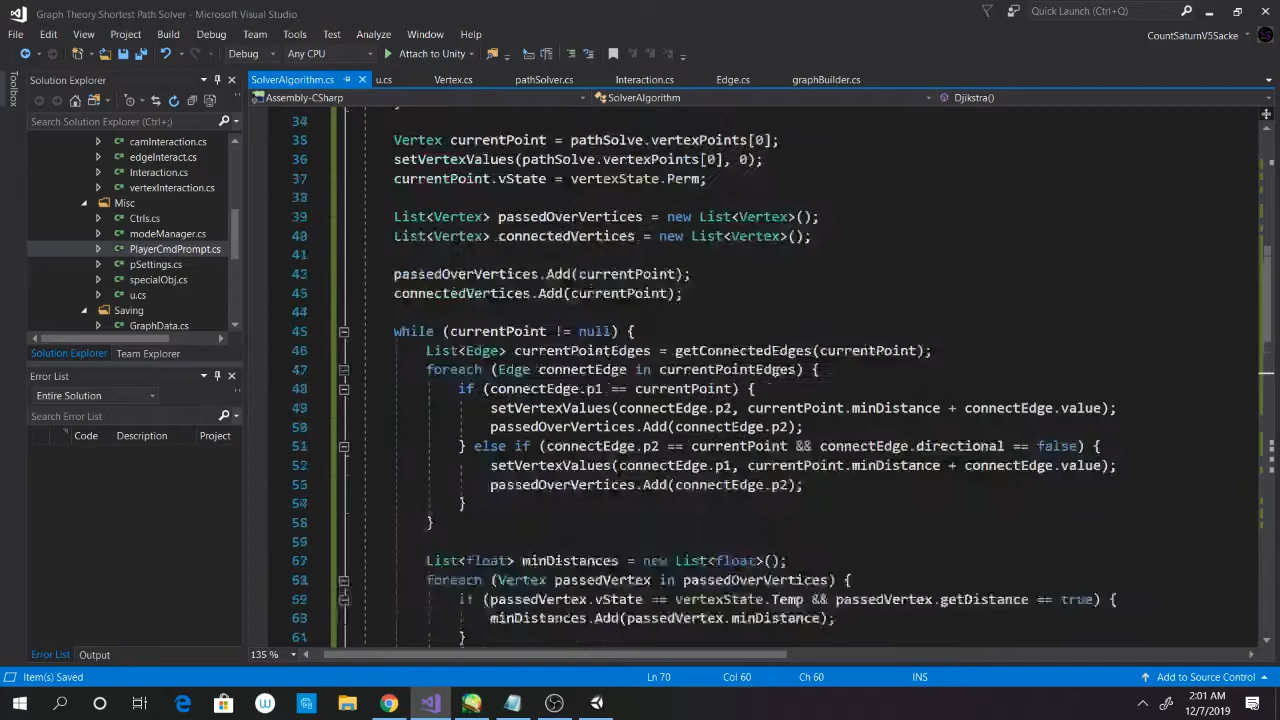 Graph Theory Shortest Path Solver - Microsoft Visual Studio
Quick Launch (Ctrl+;)
File Edit View Project Build Debug Team Tools Test Analyze Window Help
CountSaturnV5Sacke
Debug Any CPU Attach to Unity
Toolbox
Solution Explorer
Search Solution Explorer
camInteraction.cs
edgeInteract.cs
Interaction.cs
vertexInteraction.cs
Misc
Ctrls.cs
modeManager.cs
PlayerCmdPrompt.cs
pSettings.cs
specialObj.cs
u.cs
Saving
GraphData.cs
Solution Explorer Team Explorer
Error List
Entire Solution
Search Error List
Code Description Project
Error List Output
SolverAlgorithm.cs u.cs Vertex.cs pathSolver.cs Interaction.cs Edge.cs graphBuilder.cs
Assembly-CSharp SolverAlgorithm Djikstra()
34
35 Vertex currentPoint = pathSolve.vertexPoints[0];
36 setVertexValues(pathSolve.vertexPoints[0], 0);
37 currentPoint.vState = vertexState.Perm;
39 List<Vertex> passedOverVertices = new List<Vertex>();
40 List<Vertex> connectedVertices = new List<Vertex>();
passedOverVertices.Add(currentPoint);
connectedVertices.Add(currentPoint);
while (currentPoint != null) {
46 List<Edge> currentPointEdges = getConnectedEdges(currentPoint);
47 foreach (Edge connectEdge in currentPointEdges) {
if (connectEdge.p1 == currentPoint) {
49 setVertexValues(connectEdge.p2, currentPoint.minDistance + connectEdge.value);
50 passedOverVertices.Add(connectEdge.p2);
51 } else if (connectEdge.p2 == currentPoint && connectEdge.directional == false) {
52 setVertexValues(connectEdge.p1, currentPoint.minDistance + connectEdge.value);
passedOverVertices.Add(connectEdge.p2);
}
}
List<float> minDistances = new List<float>();
foreach (Vertex passedVertex in passedOverVertices) {
if (passedVertex.vState == vertexState.Temp && passedVertex.getDistance == true) {
minDistances.Add(passedVertex.minDistance);
61 }
135 %
Item(s) Saved Ln 70 Col 60 Ch 60 INS Add to Source Control
2:01 AM
12/7/2019